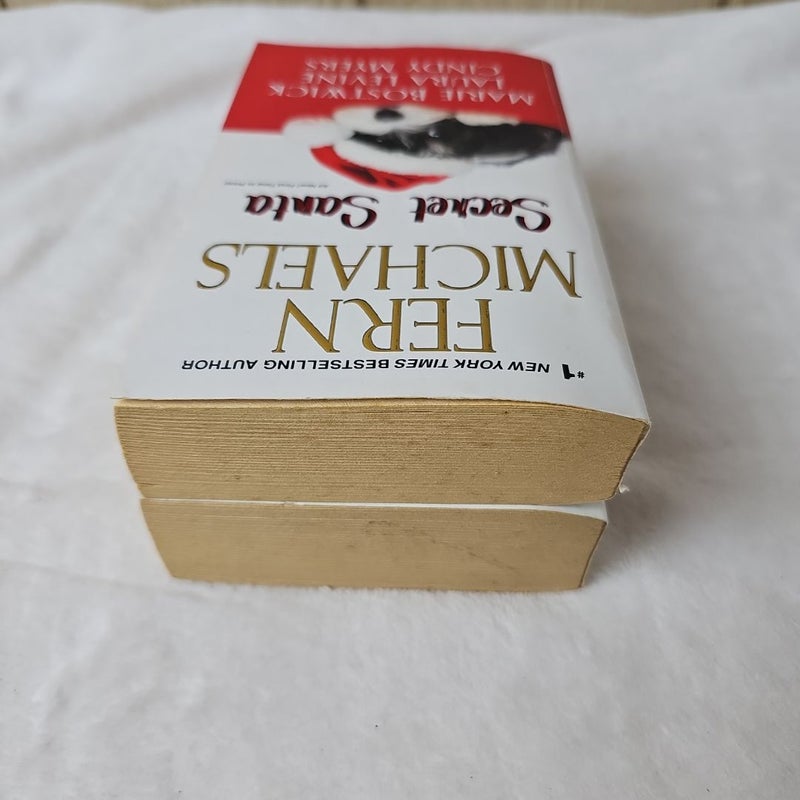 #1 NEW YORK TIMES BESTSELLING AUTHOR
FERN
MICHAELS
Secret Santa
MARIE BOSTWICK
LAURA LEVINE
CINDY MYERS